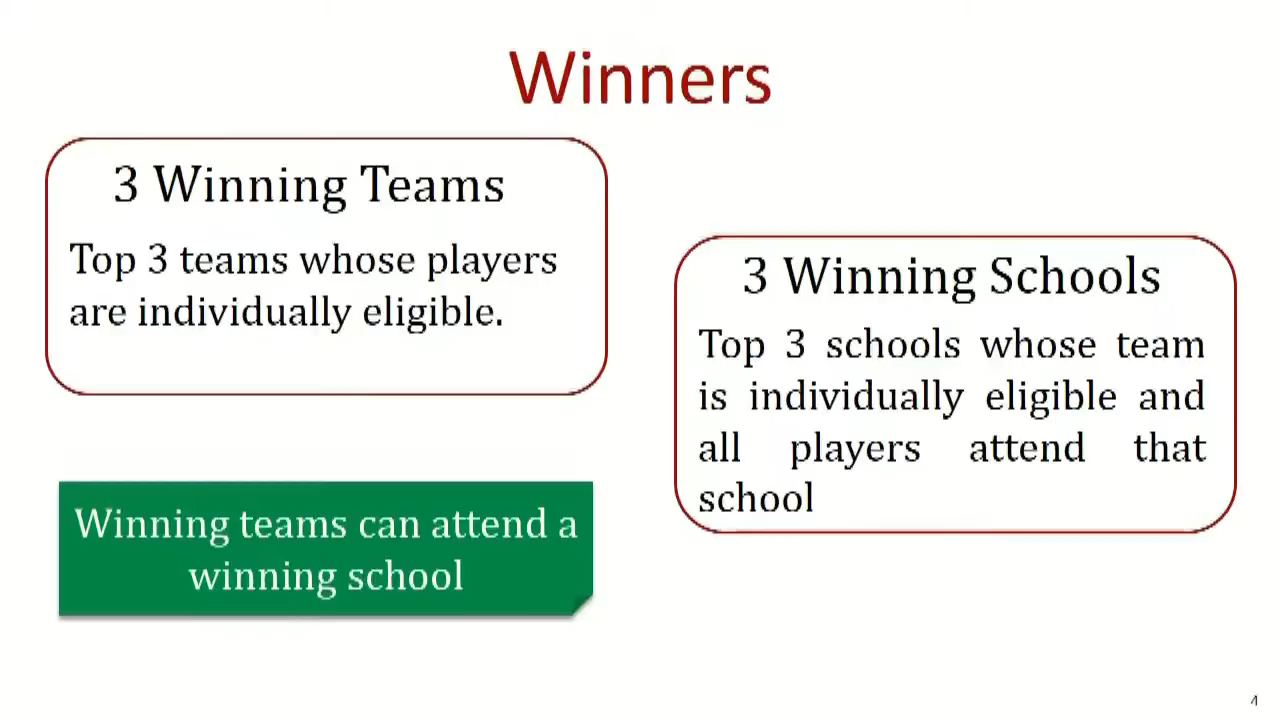 Winners
3 Winning Teams
Top 3 teams whose players
are individually eligible.
3 Winning Schools
Top 3 schools whose team
is individually eligible and
all players attend that
school
Winning teams can attend a
winning school
4